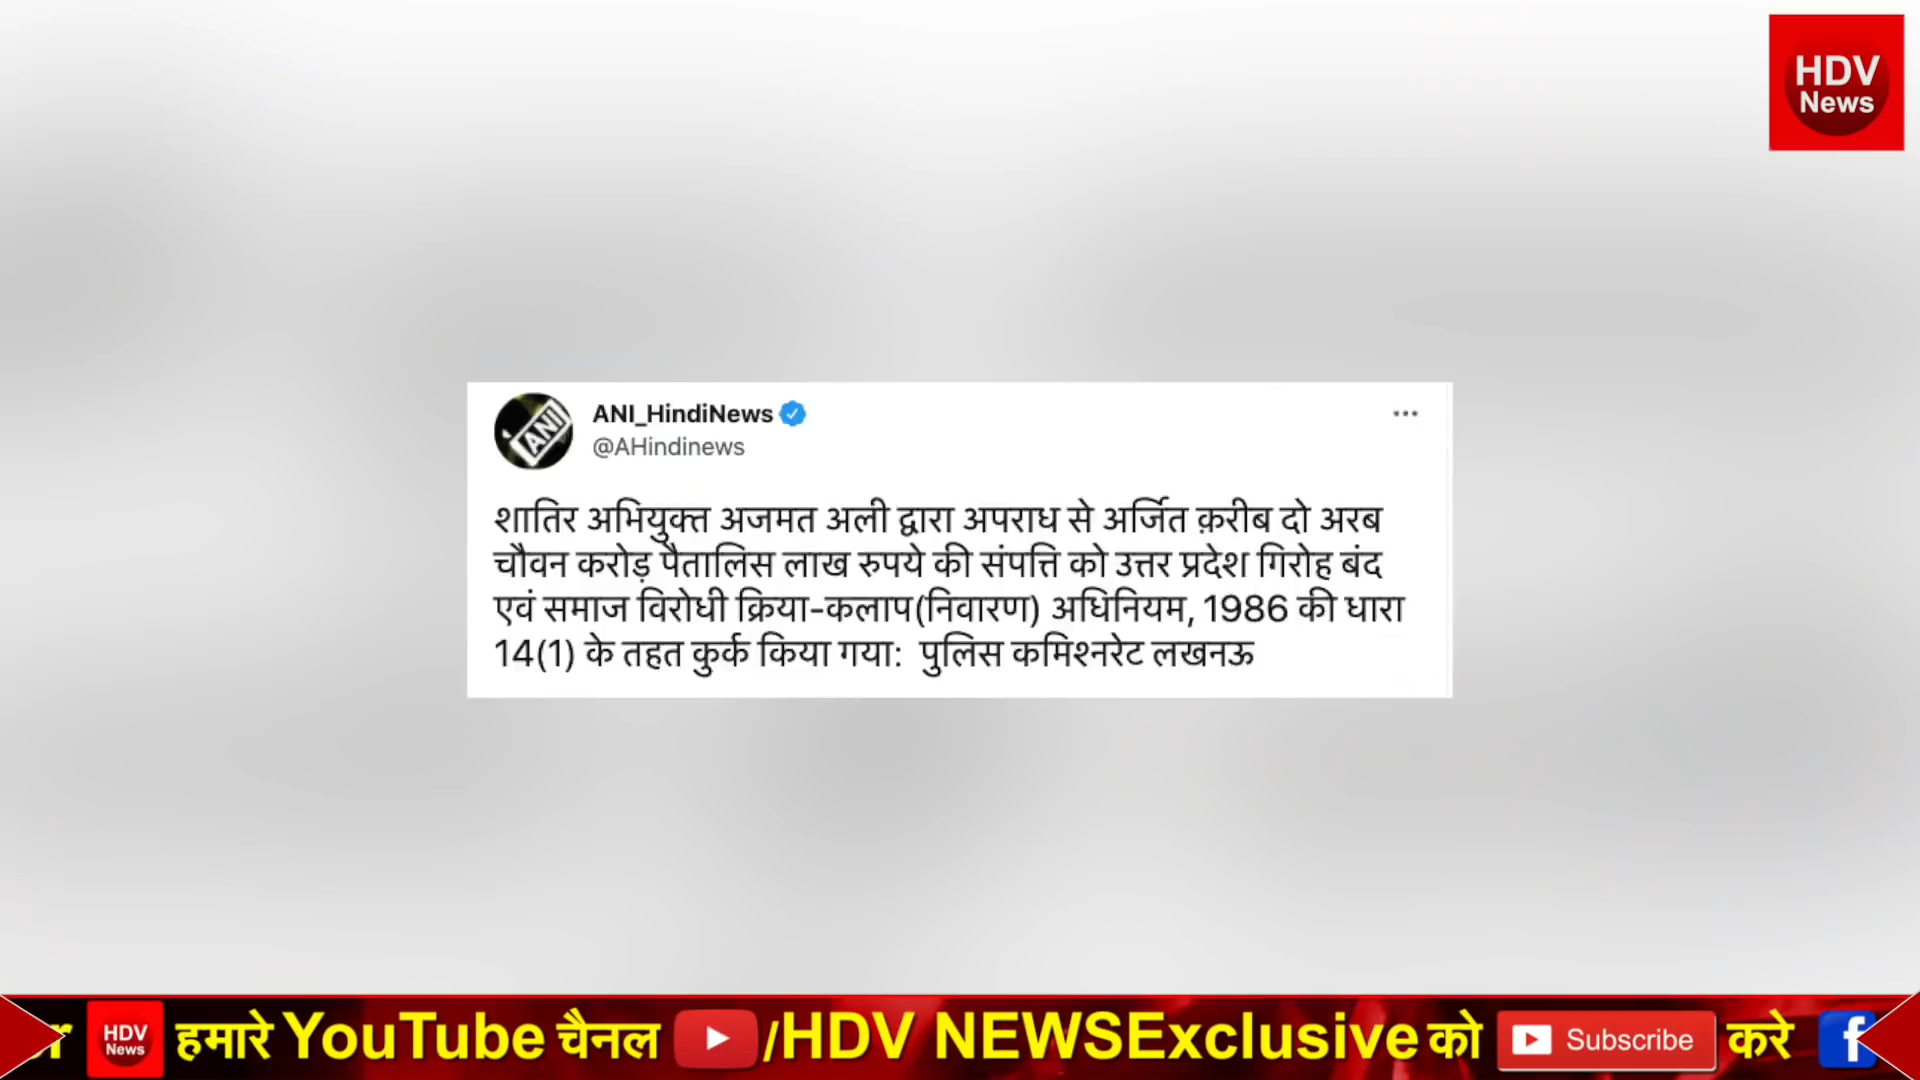 HDV
News
ANI_HindiNews
@AHindinews
शातिर अभियुक्त अजमत अली द्वारा अपराध से अर्जित क़रीब दो अरब
चौवन करोड़ पैतालिस लाख रुपये की संपत्ति को उत्तर प्रदेश गिरोह बंद
एवं समाज विरोधी क्रिया-कलाप(निवारण) अधिनियम, 1986 की धारा
14(1) के तहत कुर्क किया गया: पुलिस कमिश्नरेट लखनऊ
HDV News हमारे YouTube चैनल /HDV NEWSExclusive को Subscribe करे